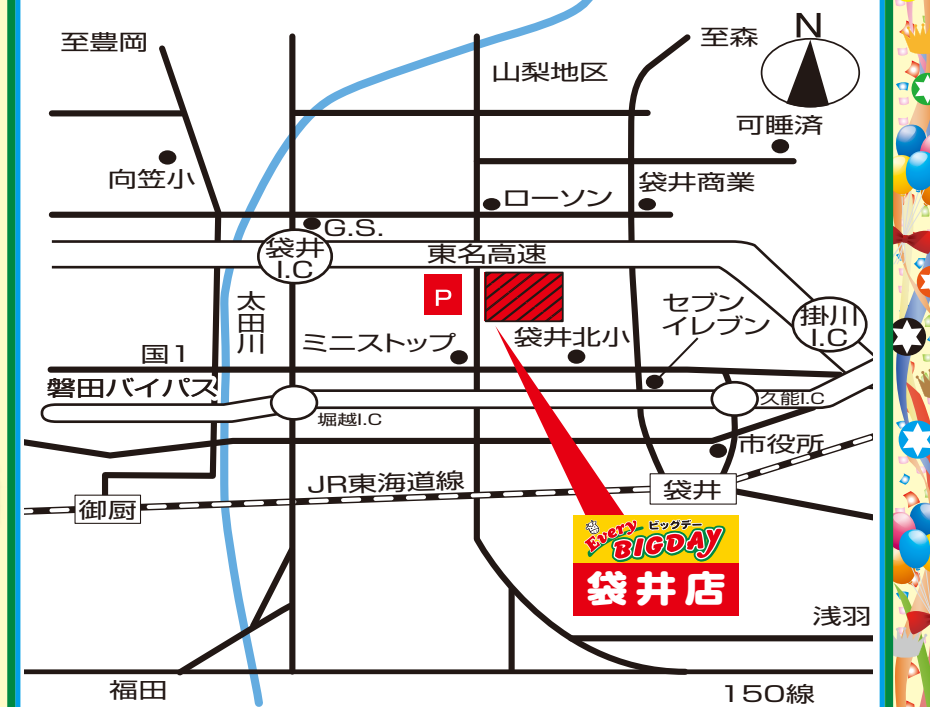 至豊岡
至森
N
山梨地区
可睡済
向笠小
ローソン
袋井商業
G.S.
袋井
I.C
東名高速
P
太田川
セブン
イレブン
掛川
I.C
ミニストップ
袋井北小
国1
磐田バイパス
堀越I.C
久能I.C
市役所
JR東海道線
袋井
御厨
Every
ビッグデー
BIGDAY
袋井店
浅羽
福田
150線